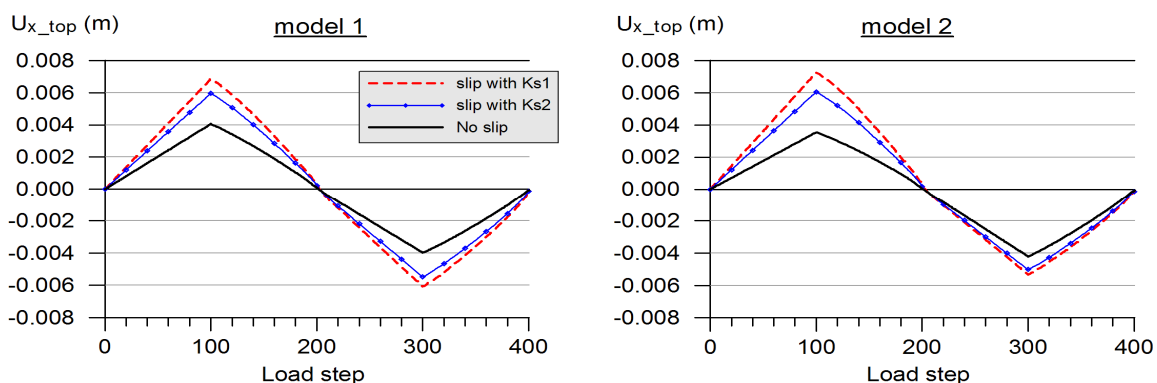 Ux_top (m)
model 1
0.008
0.006
0.004
0.002
0.000
-0.002
-0.004
-0.006
-0.008
0 100 200 300 400
Load step
slip with Ks1
slip with Ks2
No slip
Ux_top (m)
model 2
0.008
0.006
0.004
0.002
0.000
-0.002
-0.004
-0.006
-0.008
0 100 200 300 400
Load step